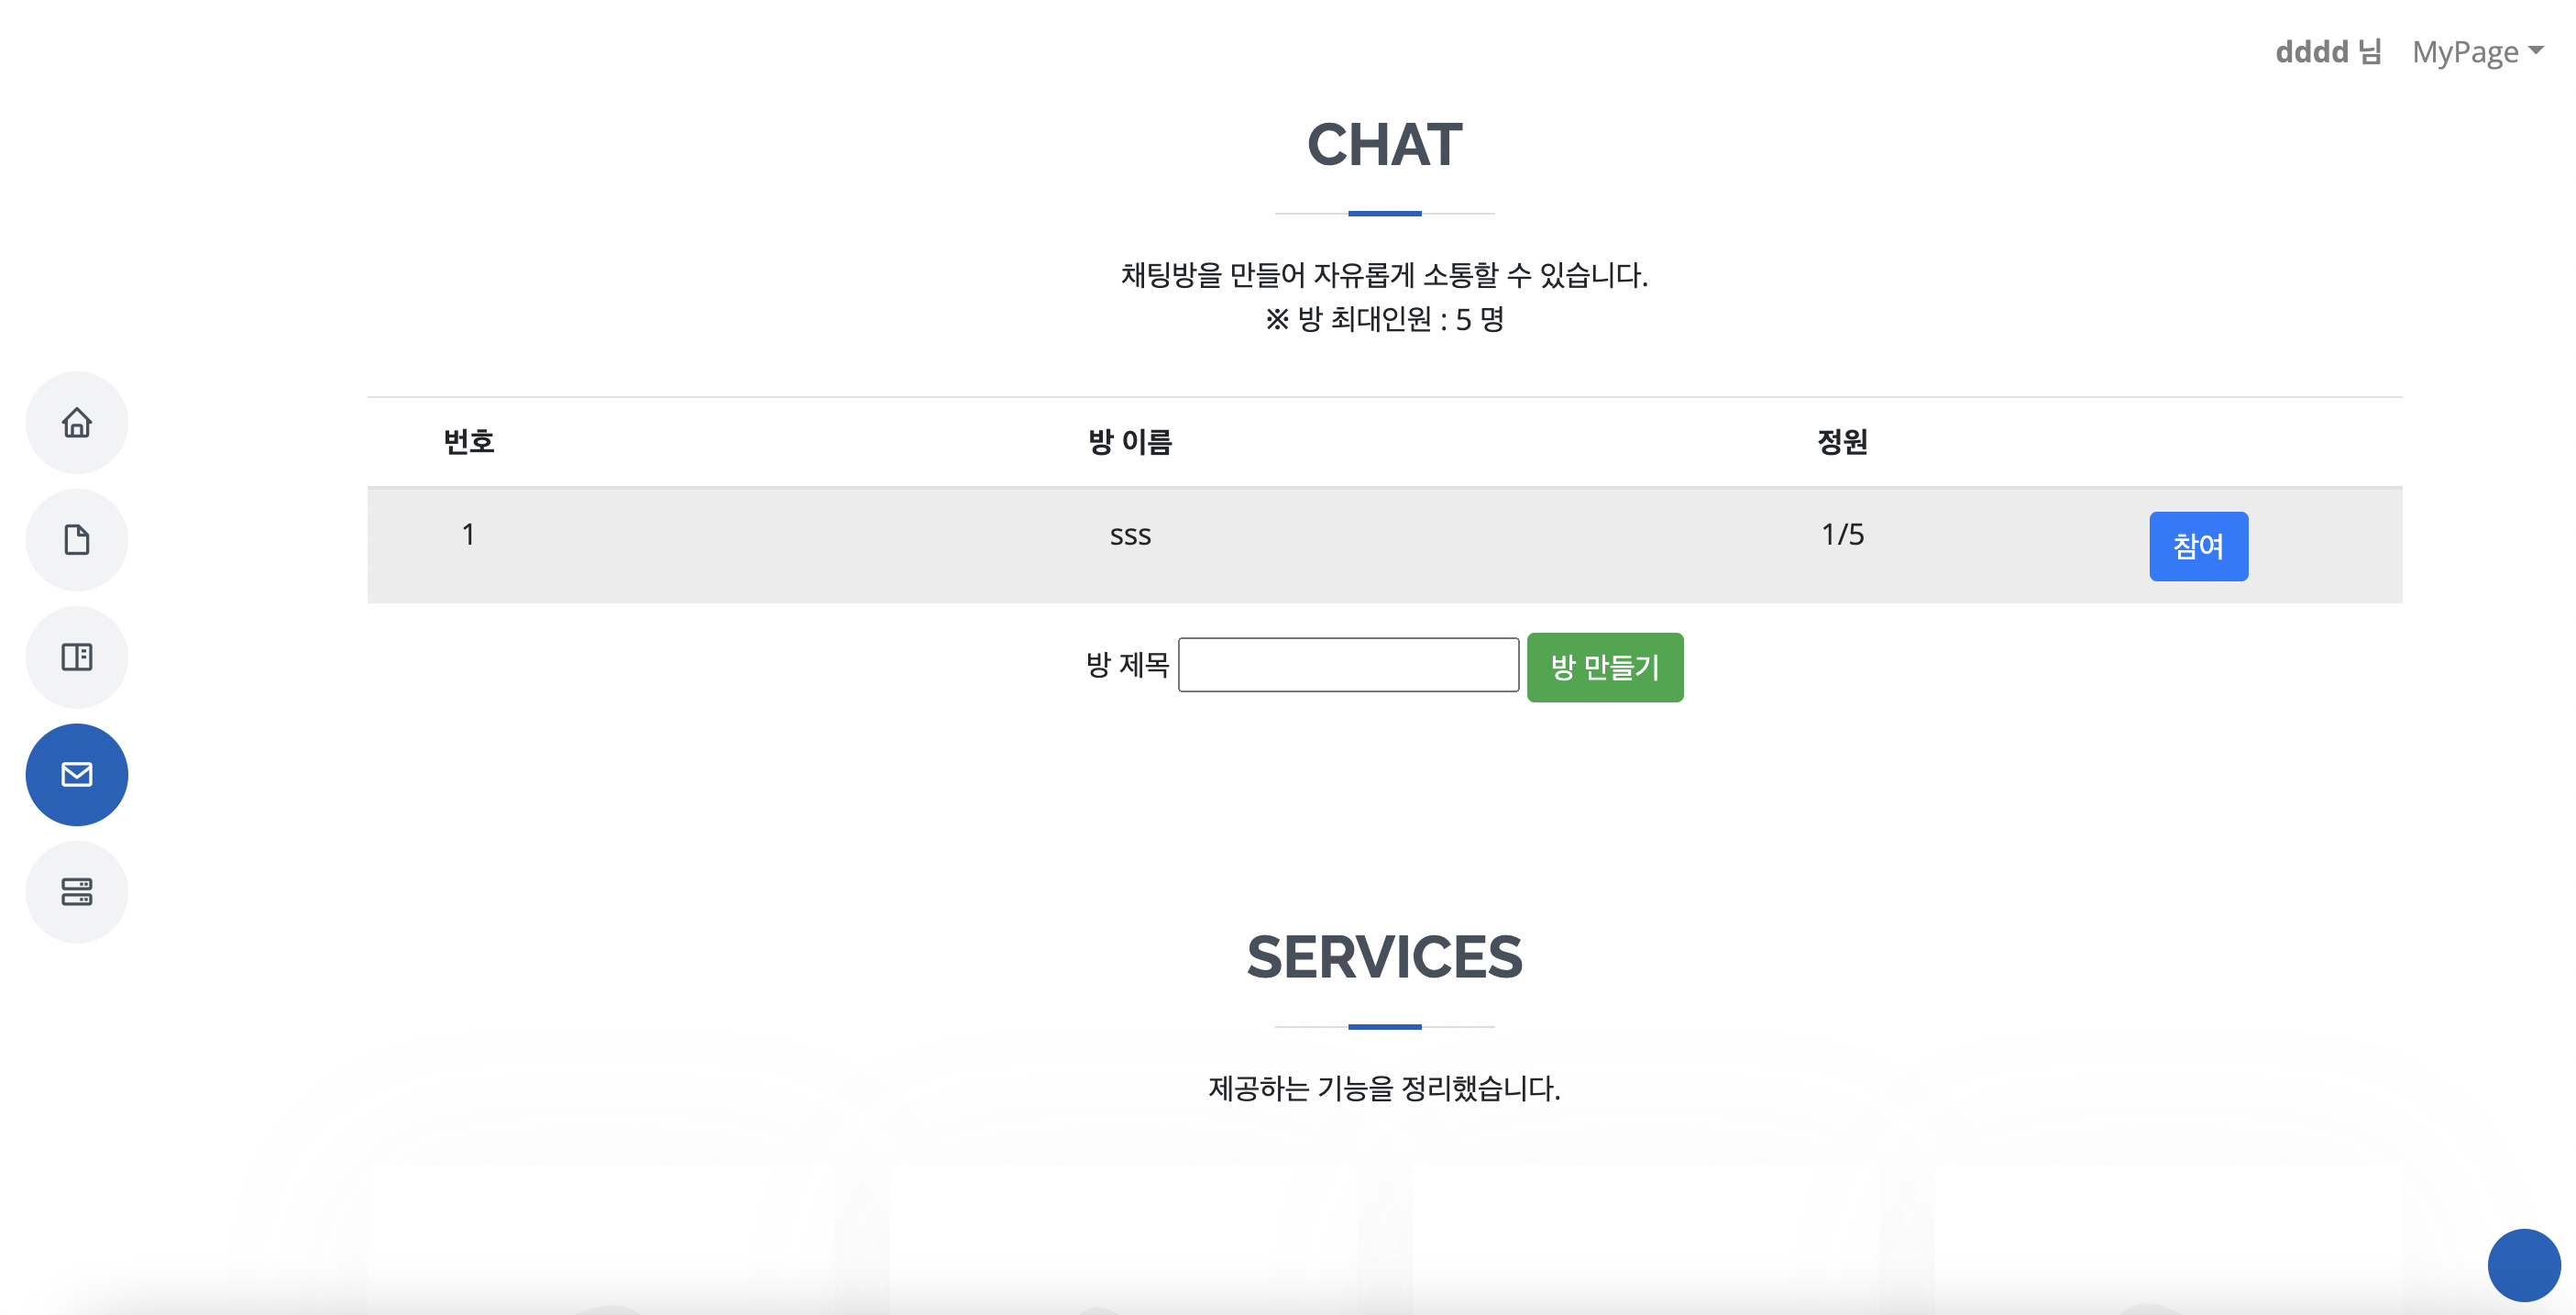 dddd 님 MyPage
CHAT
채팅방을 만들어 자유롭게 소통할 수 있습니다.
※ 방 최대인원 : 5 명
번호 방 이름 정원
1 sss 1/5 참여
방 제목 방 만들기
SERVICES
제공하는 기능을 정리했습니다.